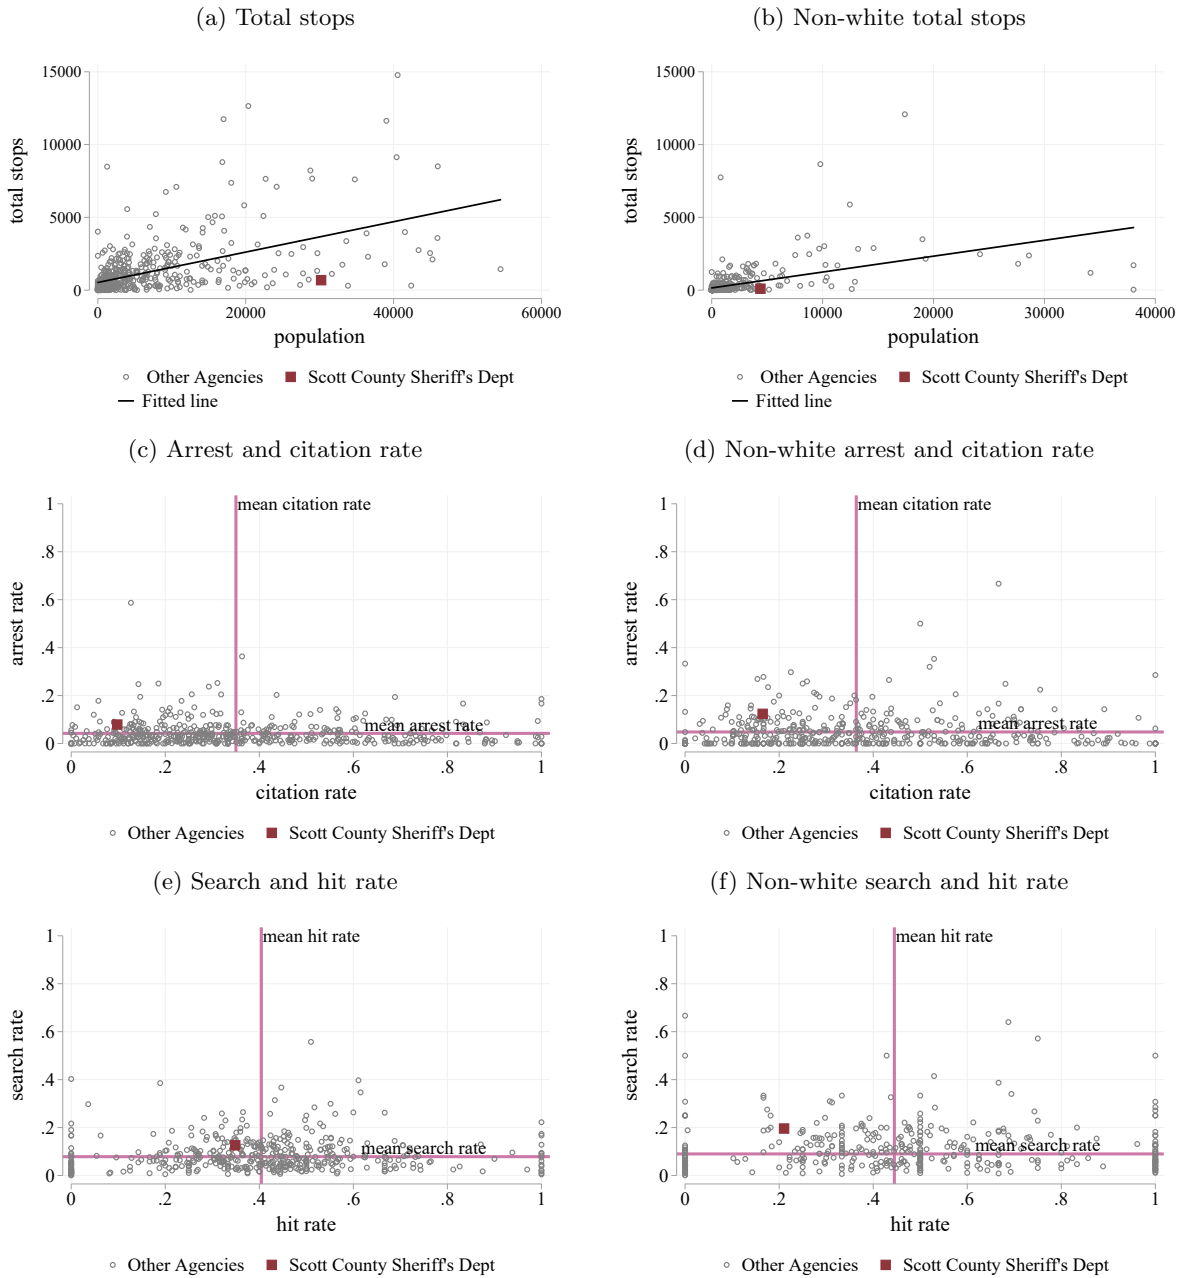 (a) Total stops
(b) Non-white total stops
total stops
15000
10000
5000
0
0 20000 40000 60000
population
Other Agencies Scott County Sheriff's Dept
Fitted line
total stops
15000
10000
5000
0
0 10000 20000 30000 40000
population
Other Agencies Scott County Sheriff's Dept
Fitted line
(c) Arrest and citation rate
(d) Non-white arrest and citation rate
arrest rate
1
.8
.6
.4
.2
0
mean citation rate
mean arrest rate
0 .2 .4 .6 .8 1
citation rate
Other Agencies Scott County Sheriff's Dept
arrest rate
1
.8
.6
.4
.2
0
mean citation rate
mean arrest rate
0 .2 .4 .6 .8 1
citation rate
Other Agencies Scott County Sheriff's Dept
(e) Search and hit rate
(f) Non-white search and hit rate
search rate
1
.8
.6
.4
.2
0
mean hit rate
mean search rate
0 .2 .4 .6 .8 1
hit rate
Other Agencies Scott County Sheriff's Dept
search rate
1
.8
.6
.4
.2
0
mean hit rate
mean search rate
0 .2 .4 .6 .8 1
hit rate
Other Agencies Scott County Sheriff's Dept